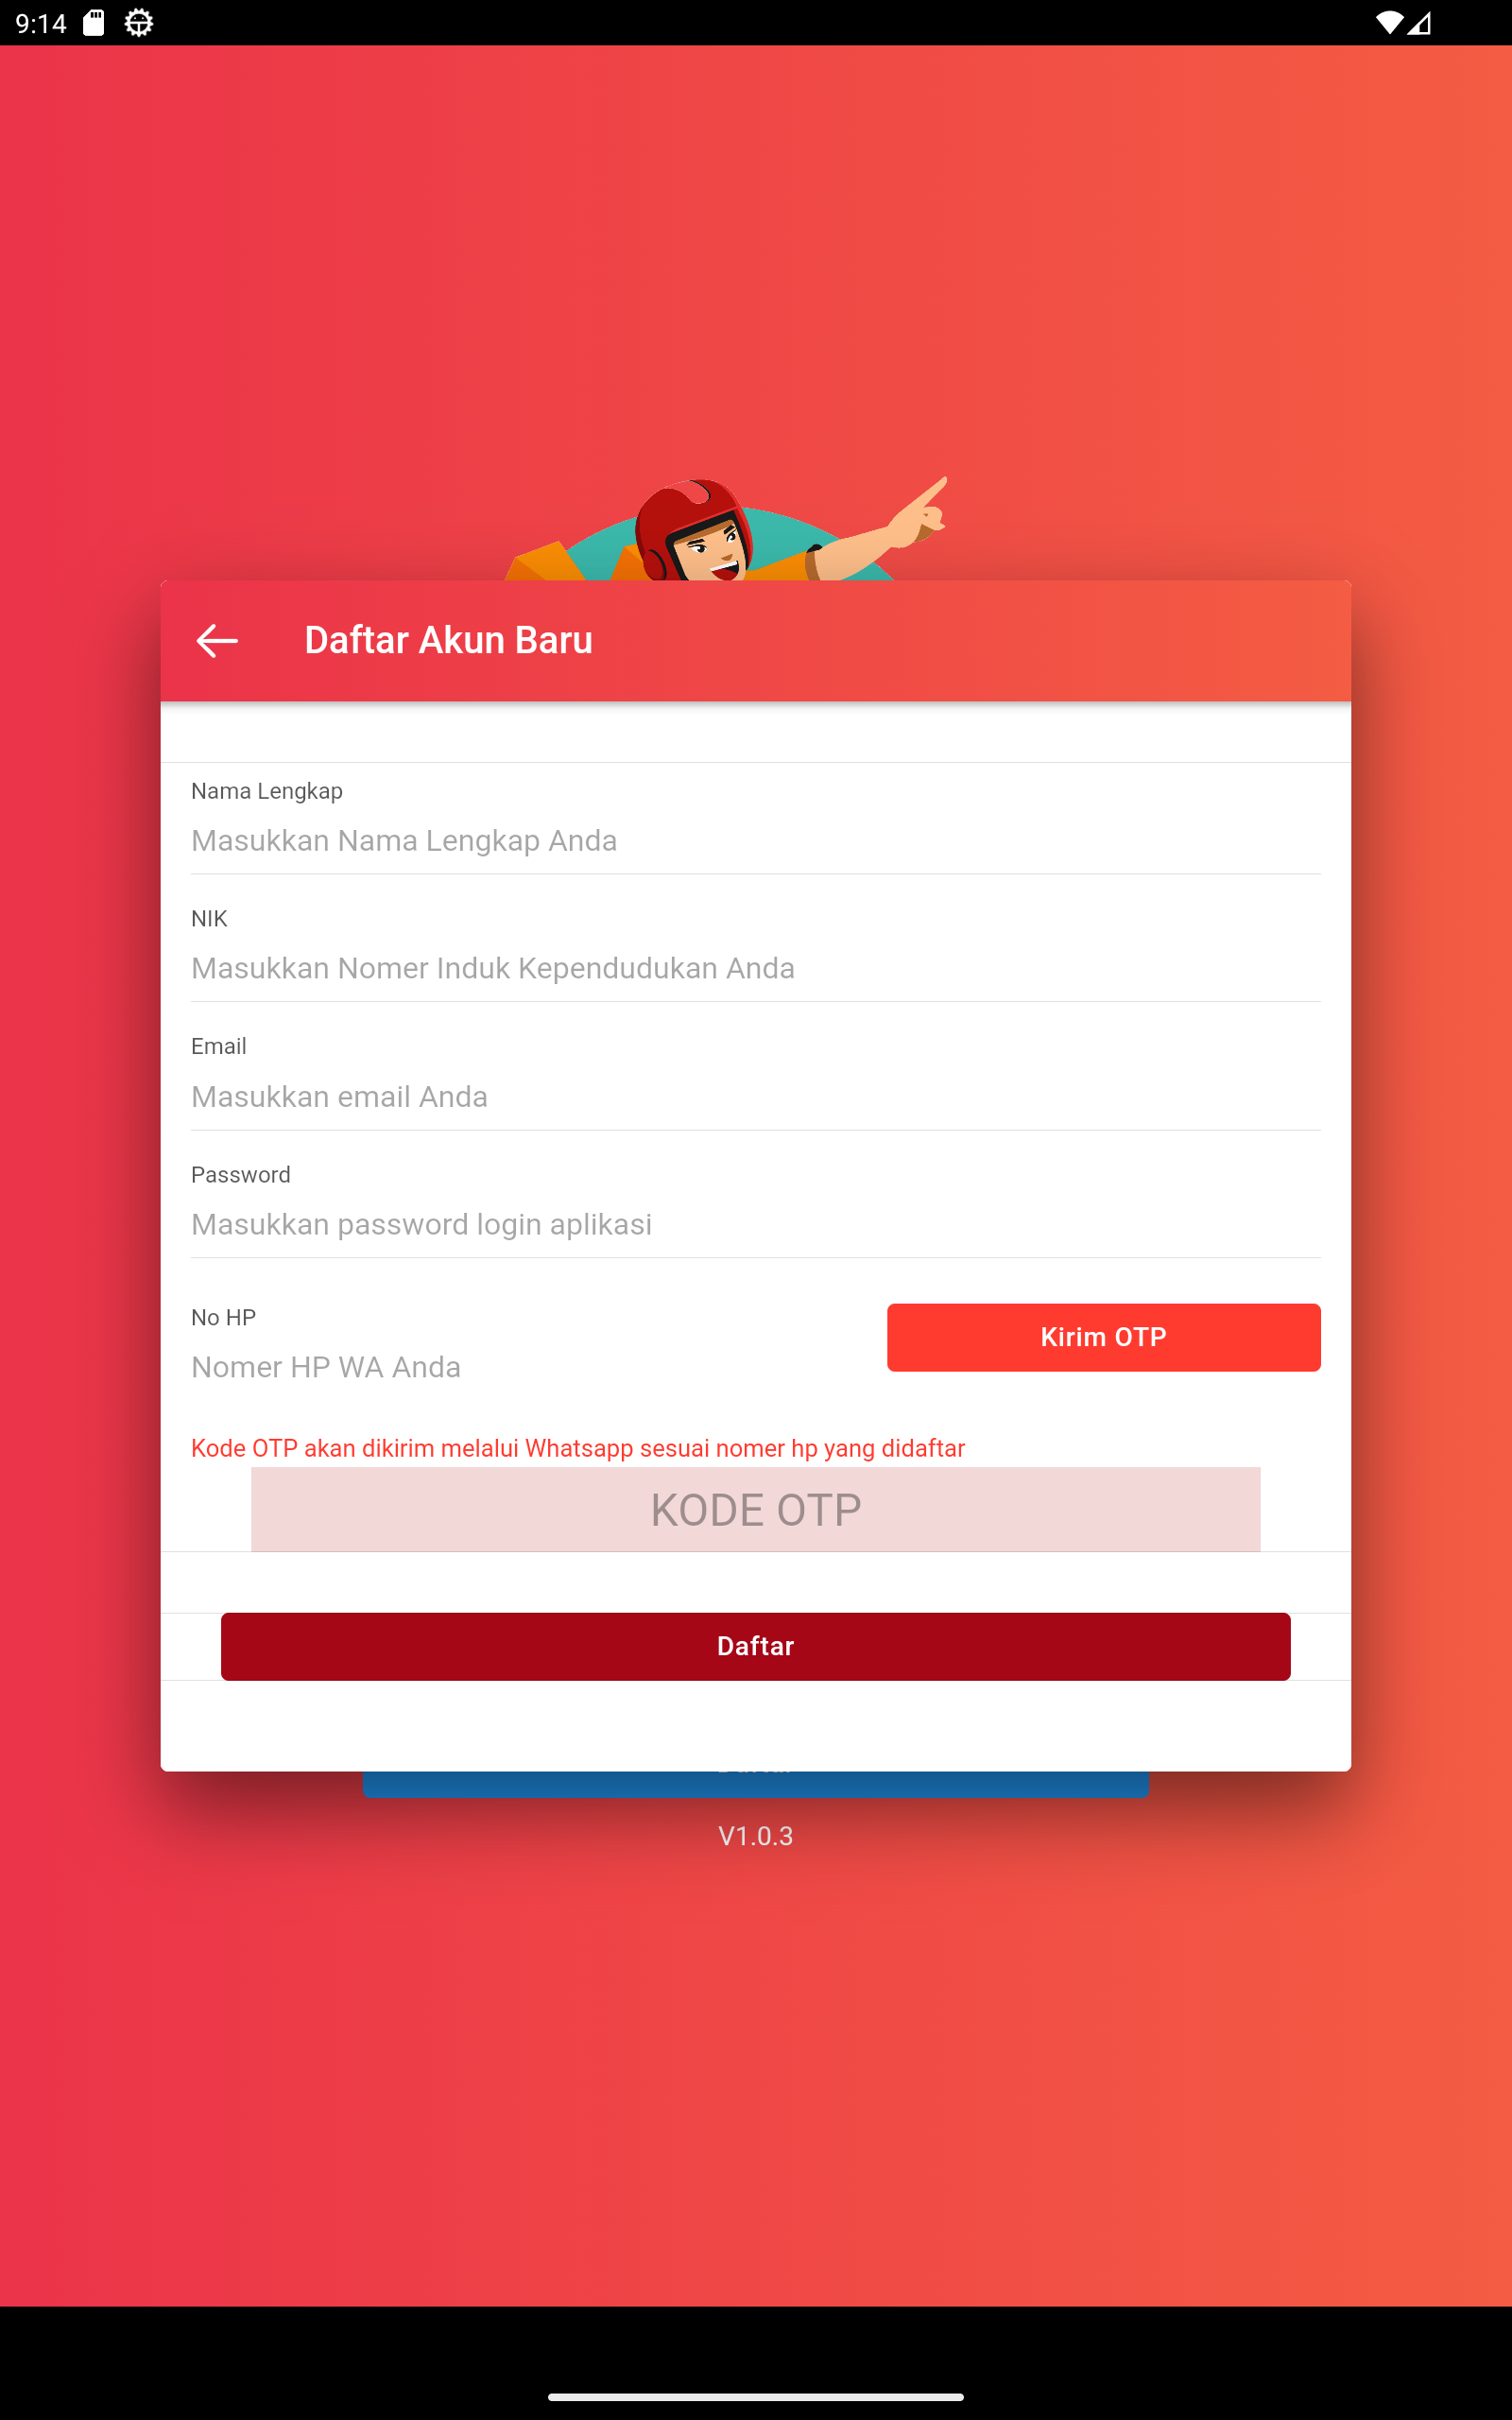 9:14
Daftar Akun Baru
Nama Lengkap
Masukkan Nama Lengkap Anda
NIK
Masukkan Nomer Induk Kependudukan Anda
Email
Masukkan email Anda
Password
Masukkan password login aplikasi
No HP
Kirim OTP
Nomer HP WA Anda
Kode OTP akan dikirim melalui Whatsapp sesuai nomer hp yang didaftar
KODE OTP
Daftar
V1.0.3